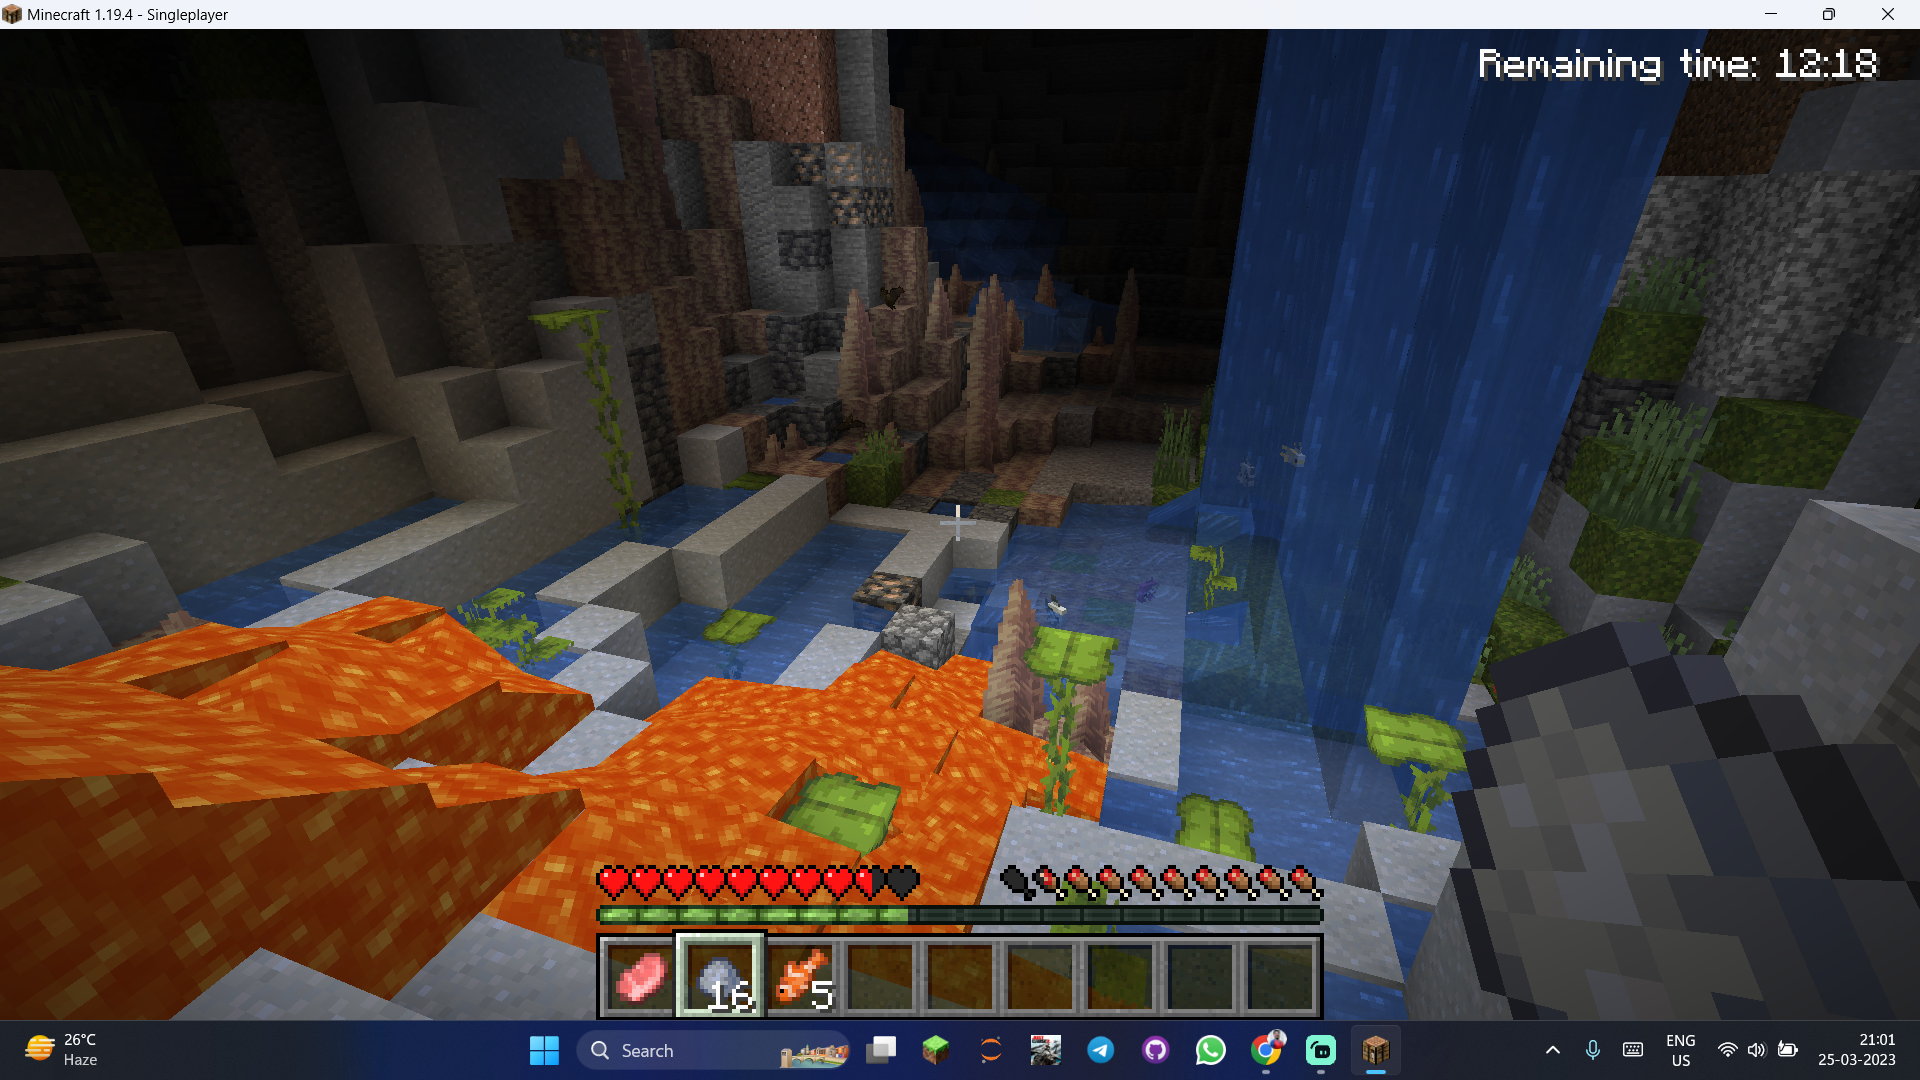 Minecraft 1.19.4 - Singleplayer
Remaining time: 12:18
16
5
26°C
Haze
Search
ENG
US
21:01
25-03-2023